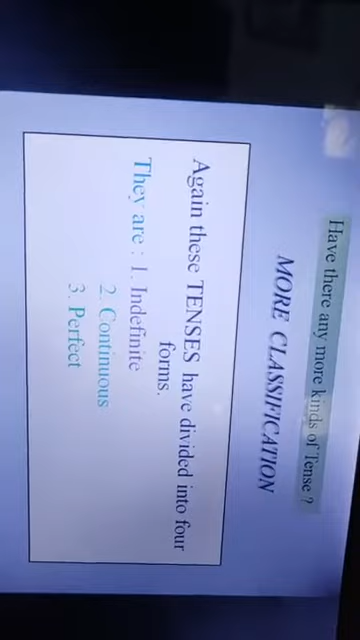 Have there any more kinds of Tense ?
MORE CLASSIFICATION
Again these TENSES have divided into four
forms.
They are : 1. Indefinite
2. Continuous
3. Perfect